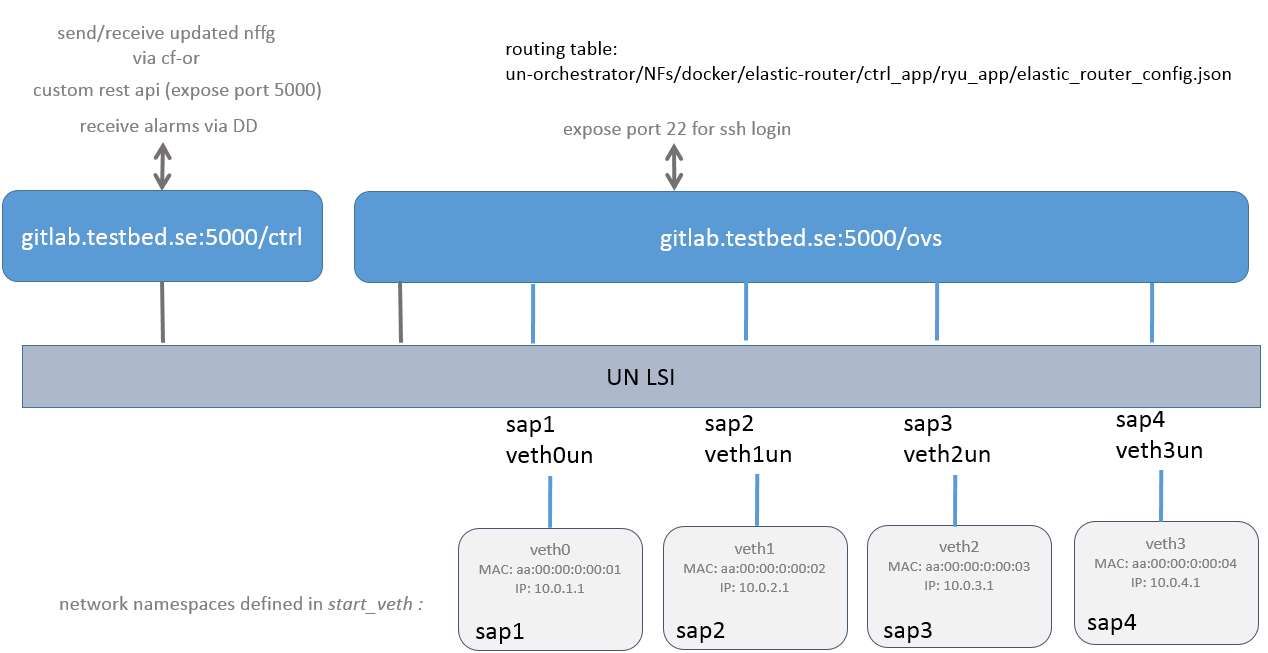 send/receive updated nffg
via cf-or
custom rest api (expose port 5000)
receive alarms via DD
routing table:
un-orchestrator/NFs/docker/elastic-router/ctrl_app/ryu_app/elastic_router_config.json
expose port 22 for ssh login
gitlab.testbed.se:5000/ctrl
gitlab.testbed.se:5000/ovs
UN LSI
sap1
veth0un
sap2
veth1un
sap3
veth2un
sap4
veth3un
network namespaces defined in start_veth :
veth0
MAC: aa:00:00:0:00:01
IP: 10.0.1.1
sap1
veth1
MAC: aa:00:00:0:00:02
IP: 10.0.2.1
sap2
veth2
MAC: aa:00:00:0:00:03
IP: 10.0.3.1
sap3
veth3
MAC: aa:00:00:0:00:04
IP: 10.0.4.1
sap4